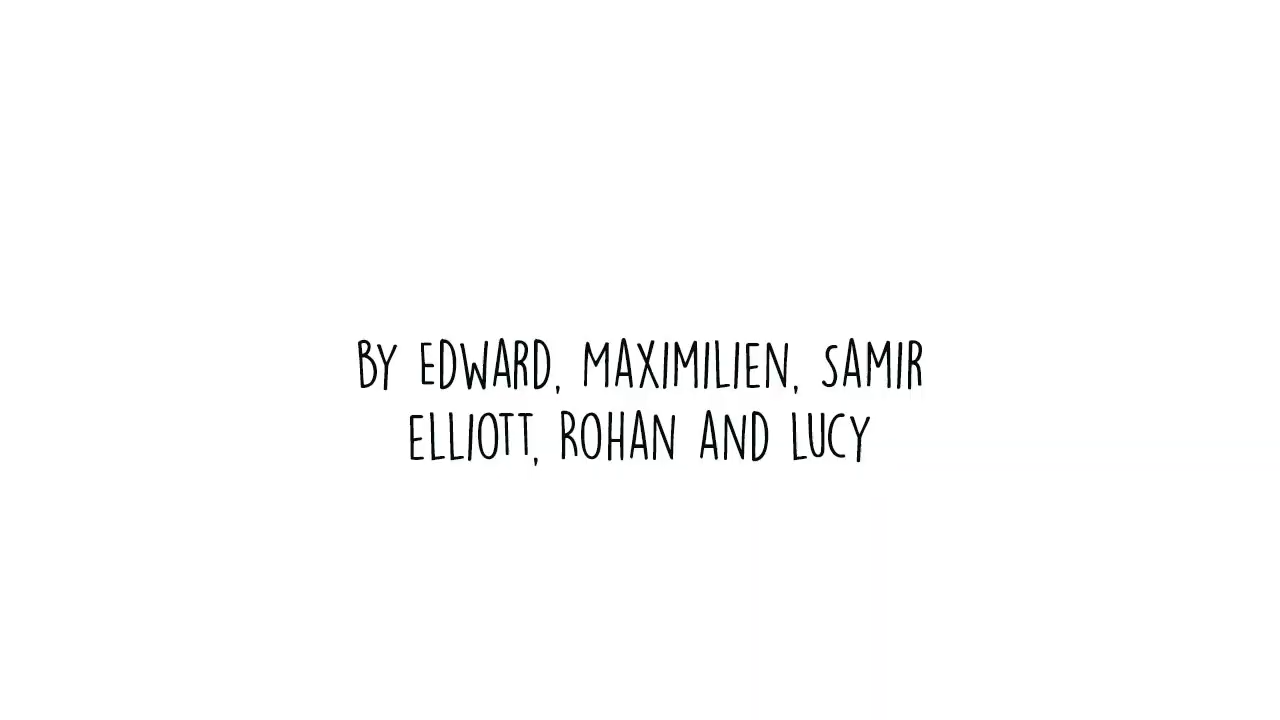 BY EDWARD, MAXIMILIEN, SAMIR
ELLIOTT, ROHAN AND LUCY